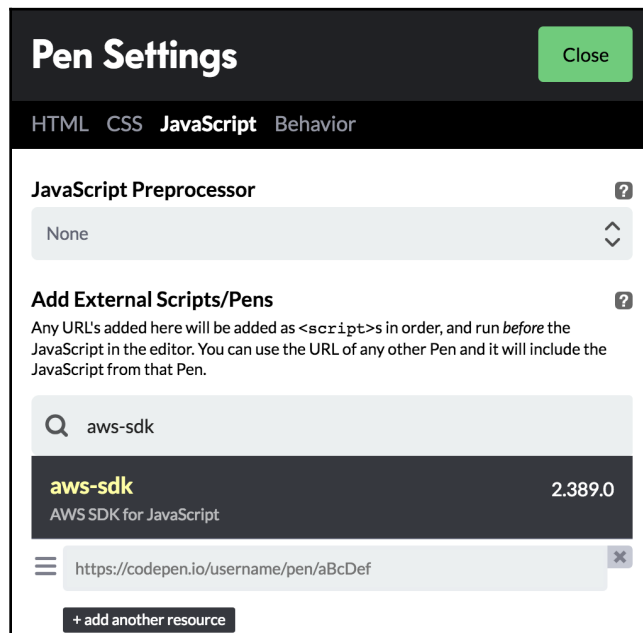 Pen Settings
Close
HTML CSS JavaScript Behavior
JavaScript Preprocessor ?
None
Add External Scripts/Pens ?
Any URL's added here will be added as <script>s in order, and run before the
JavaScript in the editor. You can use the URL of any other Pen and it will include the
JavaScript from that Pen.
aws-sdk
aws-sdk 2.389.0
AWS SDK for JavaScript
https://codepen.io/username/pen/aBcDef
+ add another resource